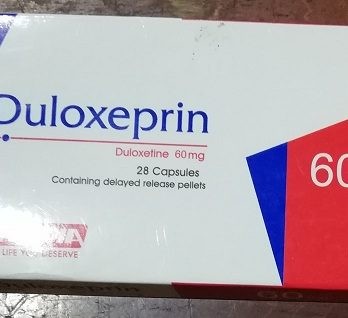 Duloxeprin
Duloxetine 60mg
28 Capsules
Containing delayed release pellets
60
LIFE YOU DESERVE